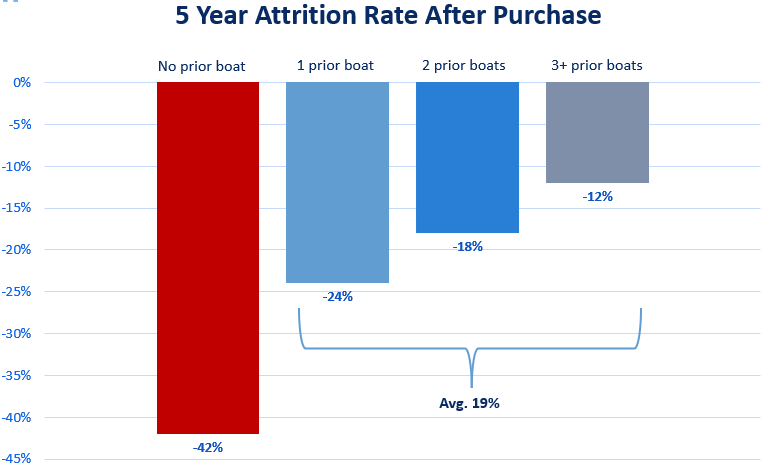 5 Year Attrition Rate After Purchase
No prior boat
1 prior boat
2 prior boats
3+ prior boats
0%
-5%
-10%
-15%
-20%
-25%
-30%
-35%
-40%
-45%
-42%
-24%
-18%
-12%
Avg. 19%